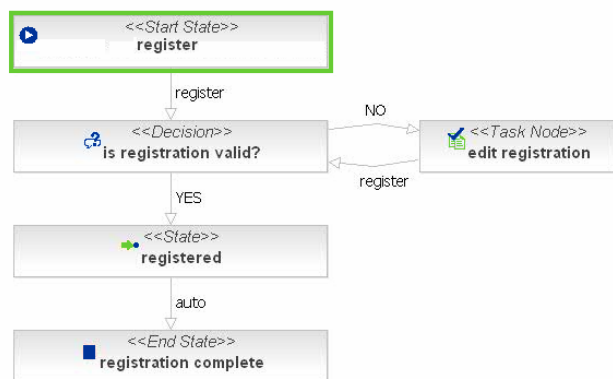 <<Start State>>
register
register
<<Decision>>
is registration valid?
NO
<<Task Node>>
edit registration
register
YES
<<State>>
registered
auto
<<End State>>
registration complete